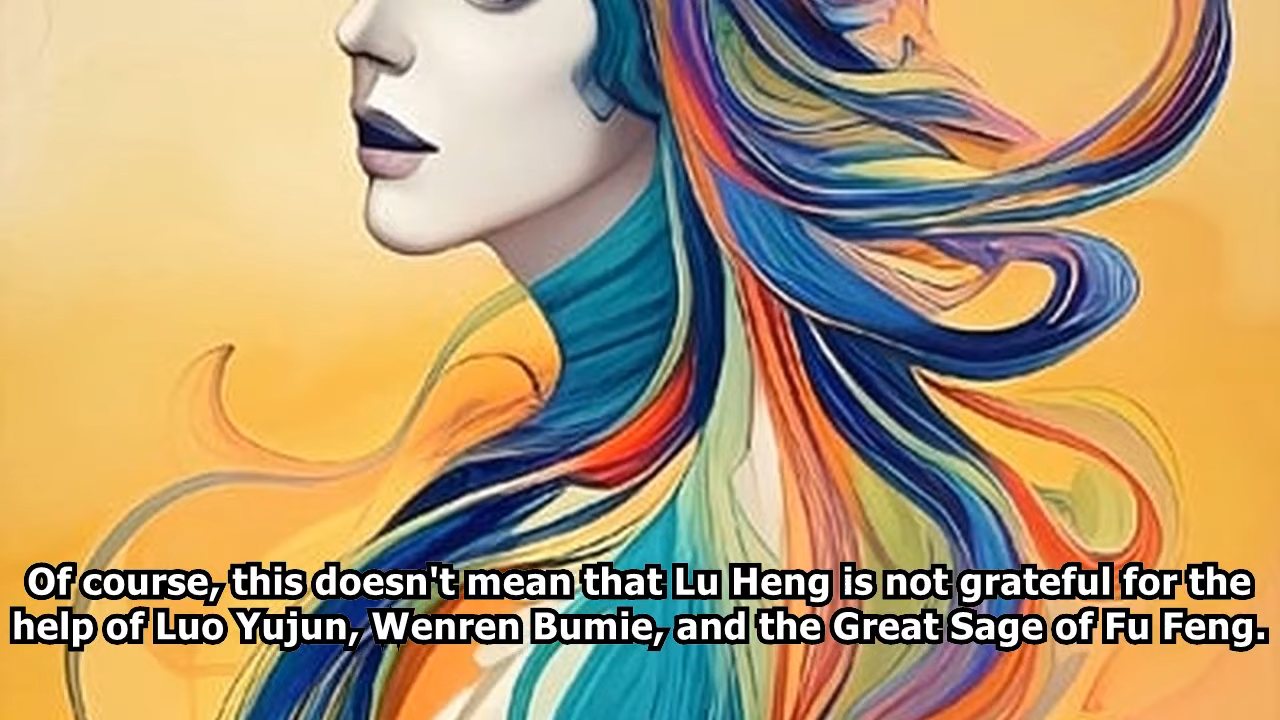 Of course, this doesn't mean that Lu Heng is not grateful for the
help of Luo Yujun, Wenren Bumie, and the Great Sage of Fu Feng.